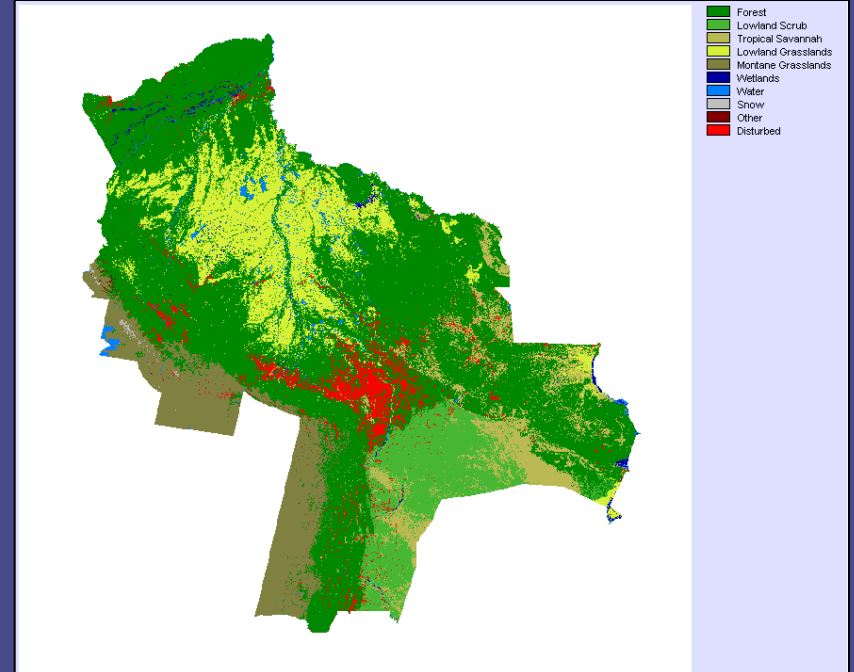 Forest
Lowland Scrub
Tropical Savannah
Lowland Grasslands
Montane Grasslands
Wetlands
Water
Snow
Other
Disturbed